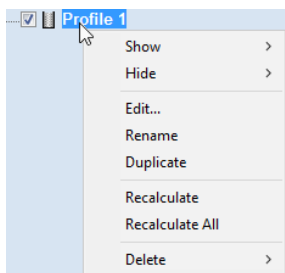 Profile 1
Show
Hide
Edit...
Rename
Duplicate
Recalculate
Recalculate All
Delete